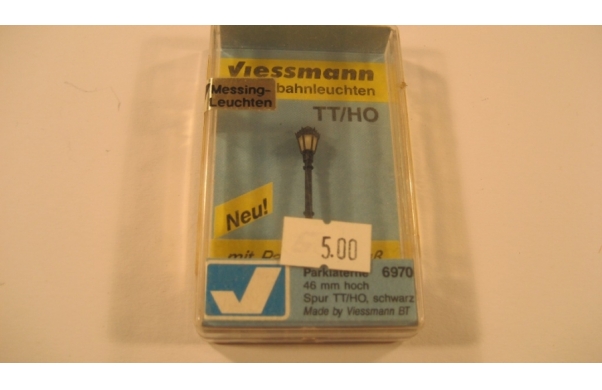 Viessmann
Messing-
Leuchten
bahnleuchten
TT/HO
Neu!
5.00
mit
Parklaterne 6970
46 mm hoch
Spur TT/HO, schwarz
Made by Viessmann BT